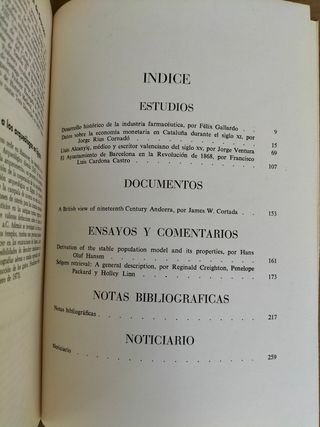 INDICE
ESTUDIOS
Desarrollo histórico de la industria farmacéutica, por Félix Gallardo . 9
Datos sobre la economía monetaria en Cataluña durante el siglo XI, por
Jorge Rius Cornadó . . . . . . . . . . 15
Lluis Alcanyiç, médico y escritor valenciano del siglo XV, por Jorge Ventura 69
El Ayuntamiento de Barcelona en la Revolución de 1868, por Francisco
Luis Cardona Castro . . . . . . . . . . 107
DOCUMENTOS
A British view of nineteenth Century Andorra, por James W. Cortada . 153
ENSAYOS Y COMENTARIOS
Derivation of the stable population model and its properties, por Hans
Olaf Hansen . . . . . . . . . . 161
Selgem retrieval: A general description, por Reginald Creighton, Penelope
Packard y Holley Linn . . . . . . . . 173
NOTAS BIBLIOGRAFICAS
Notas bibliográficas . . . . . . . . . . 217
NOTICIARIO
Noticiario . . . . . . . . . . . 259